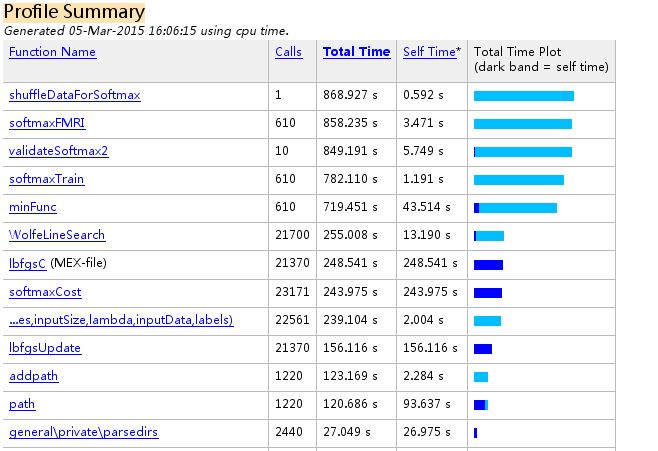 Profile Summary
Generated 05-Mar-2015 16:06:15 using cpu time.
Function Name Calls Total Time Self Time* Total Time Plot
(dark band = self time)
shuffleDataForSoftmax 1 868.927 s 0.592 s
softmaxFMRI 610 858.235 s 3.471 s
validateSoftmax2 10 849.191 s 5.749 s
softmaxTrain 610 782.110 s 1.191 s
minFunc 610 719.451 s 43.514 s
WolfeLineSearch 21700 255.008 s 13.190 s
lbfgsC (MEX-file) 21370 248.541 s 248.541 s
softmaxCost 23171 243.975 s 243.975 s
...es,inputSize,lambda,inputData,labels) 22561 239.104 s 2.004 s
lbfgsUpdate 21370 156.116 s 156.116 s
addpath 1220 123.169 s 2.284 s
path 1220 120.686 s 93.637 s
general\private\parsedirs 2440 27.049 s 26.975 s